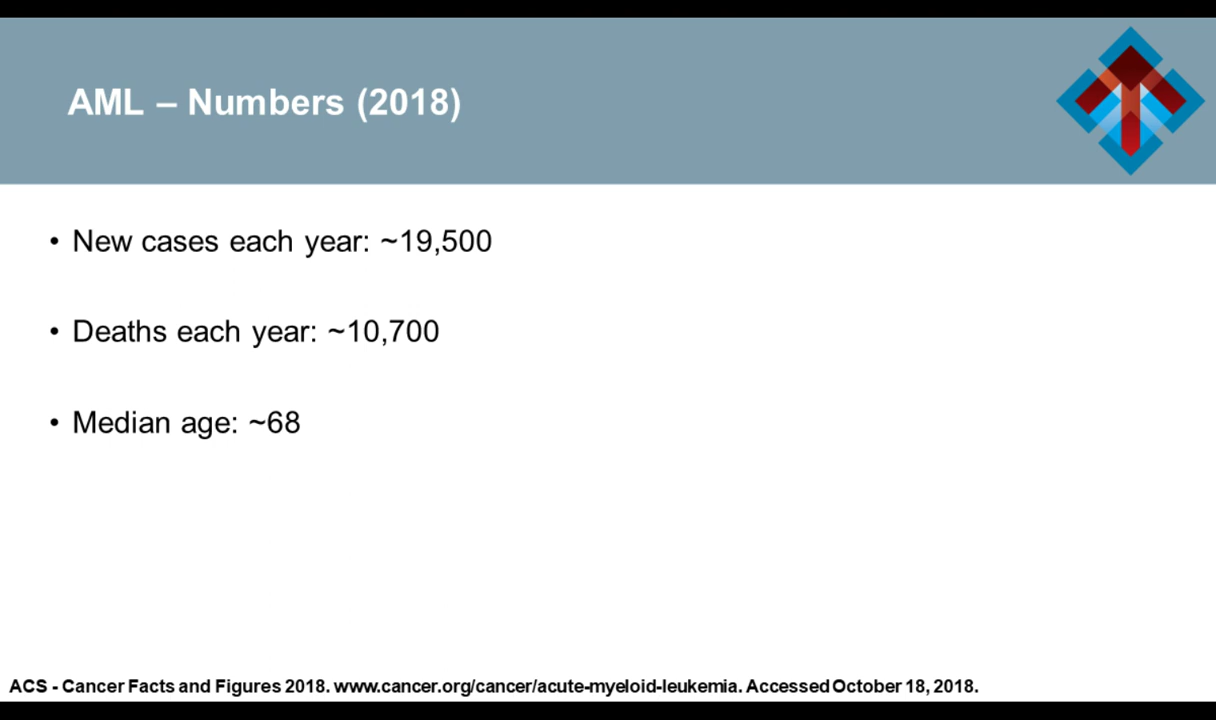 AML – Numbers (2018)
• New cases each year: ~19,500
• Deaths each year: ~10,700
• Median age: ~68
ACS - Cancer Facts and Figures 2018. www.cancer.org/cancer/acute-myeloid-leukemia. Accessed October 18, 2018.